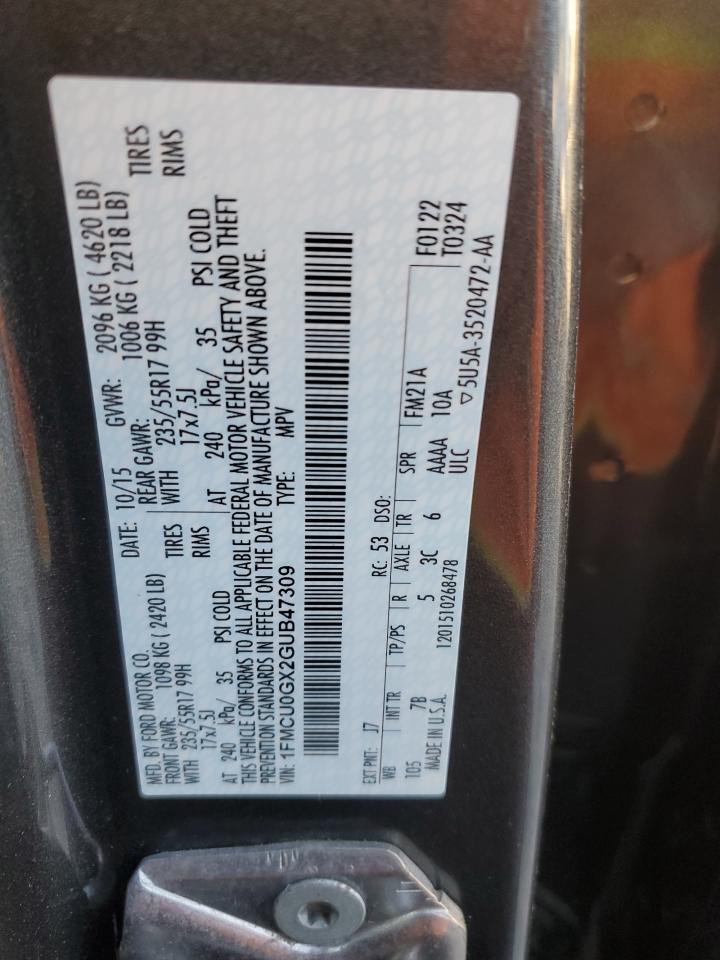 MFD. BY FORD MOTOR CO.
DATE: 10/15 GVWR: 2096 KG ( 4620 LB)
FRONT GAWR: 1098 KG ( 2420 LB) REAR GAWR: 1006 KG ( 2218 LB)
WITH 235/55R17 99H TIRES WITH 235/55R17 99H TIRES
17x7.5J RIMS 17x7.5J RIMS
AT 240 kPa/ 35 PSI COLD AT 240 kPa/ 35 PSI COLD
THIS VEHICLE CONFORMS TO ALL APPLICABLE FEDERAL MOTOR VEHICLE SAFETY AND THEFT
PREVENTION STANDARDS IN EFFECT ON THE DATE OF MANUFACTURE SHOWN ABOVE.
VIN: 1FMCU0GX2GUB47309 TYPE: MPV
F0122
T0324
EXT PNT: J7 RC: 53 DSO:
WB INT TR TP/PS R AXLE TR SPR FM21A
105 7B 5 3C 6 AAAA 10A
MADE IN U.S.A. 1201510268478 ULC ▽5U5A-3520472-AA